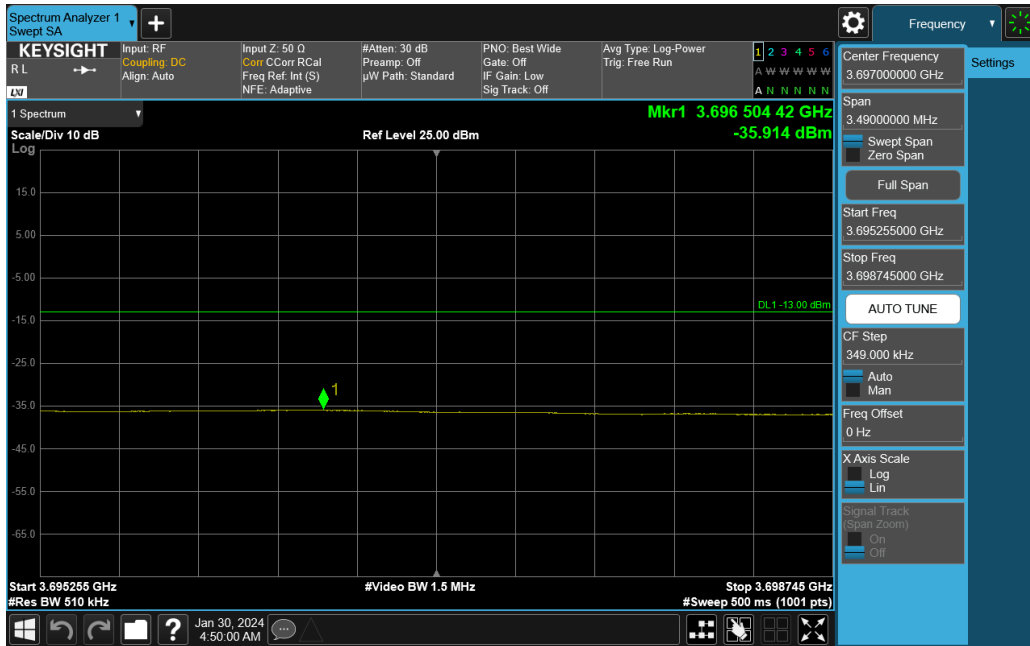 Spectrum Analyzer 1
Swept SA
Frequency
KEYSIGHT
R L
LXI
Input: RF
Coupling: DC
Align: Auto
Input Z: 50 Ω
Corr CCorr RCal
Freq Ref: Int (S)
NFE: Adaptive
#Atten: 30 dB
Preamp: Off
µW Path: Standard
PNO: Best Wide
Gate: Off
IF Gain: Low
Sig Track: Off
Avg Type: Log-Power
Trig: Free Run
1 2 3 4 5 6
A W W W W W
A N N N N N
1 Spectrum
Scale/Div 10 dB
Log
Ref Level 25.00 dBm
Mkr1 3.696 504 42 GHz
-35.914 dBm
15.0
5.00
-5.00
-15.0
-25.0
-35.0
-45.0
-55.0
-65.0
DL1 -13.00 dBm
1
Start 3.695255 GHz
#Res BW 510 kHz
#Video BW 1.5 MHz
Stop 3.698745 GHz
#Sweep 500 ms (1001 pts)
Center Frequency
3.697000000 GHz
Span
3.49000000 MHz
Swept Span
Zero Span
Full Span
Start Freq
3.695255000 GHz
Stop Freq
3.698745000 GHz
AUTO TUNE
CF Step
349.000 kHz
Auto
Man
Freq Offset
0 Hz
X Axis Scale
Log
Lin
Signal Track
(Span Zoom)
On
Off
Settings
?
Jan 30, 2024
4:50:00 AM